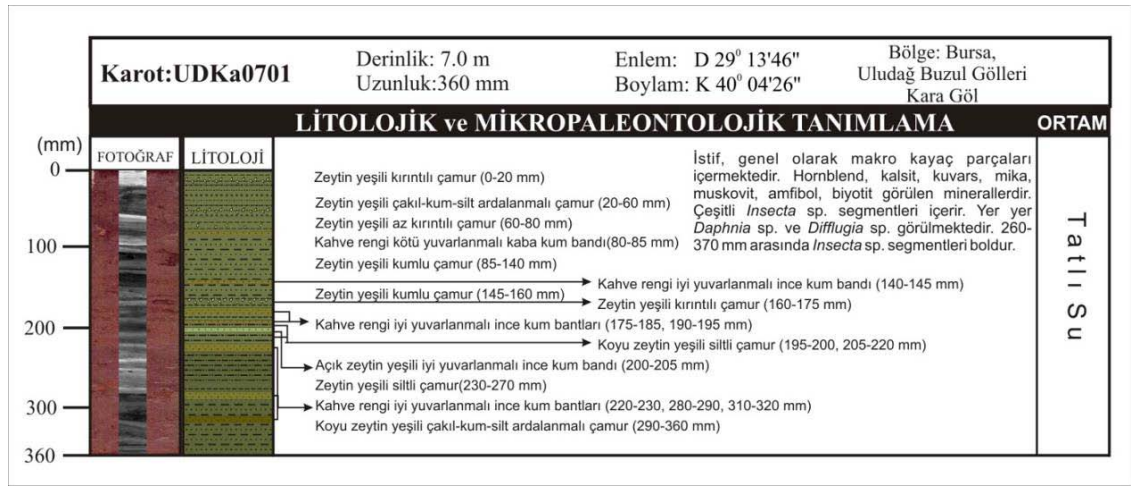 Karot:UDKa0701
Derinlik: 7.0 m
Uzunluk:360 mm
Enlem: D 29⁰ 13'46"
Boylam: K 40⁰ 04'26"
Bölge: Bursa,
Uludağ Buzul Gölleri
Kara Göl
LİTOLOJİK ve MİKROPALEONTOLOJİK TANIMLAMA
ORTAM
(mm)
FOTOĞRAF
LİTOLOJİ
0
100
200
300
360
Zeytin yeşili kırıntılı çamur (0-20 mm)
Zeytin yeşili çakıl-kum-silt ardalanmalı çamur (20-60 mm)
Zeytin yeşili az kırıntılı çamur (60-80 mm)
Kahve rengi kötü yuvarlanmalı kaba kum bandı(80-85 mm)
Zeytin yeşili kumlu çamur (85-140 mm)
Kahve rengi iyi yuvarlanmalı ince kum bandı (140-145 mm)
Zeytin yeşili kumlu çamur (145-160 mm)
Zeytin yeşili kırıntılı çamur (160-175 mm)
Kahve rengi iyi yuvarlanmalı ince kum bantları (175-185, 190-195 mm)
Koyu zeytin yeşili siltli çamur (195-200, 205-220 mm)
Açık zeytin yeşili iyi yuvarlanmalı ince kum bandı (200-205 mm)
Zeytin yeşili siltli çamur(230-270 mm)
Kahve rengi iyi yuvarlanmalı ince kum bantları (220-230, 280-290, 310-320 mm)
Koyu zeytin yeşili çakıl-kum-silt ardalanmalı çamur (290-360 mm)
İstif, genel olarak makro kayaç parçaları
içermektedir. Hornblend, kalsit, kuvars, mika,
muskovit, amfibol, biyotit görülen minerallerdir.
Çeşitli Insecta sp. segmentleri içerir. Yer yer
Daphnia sp. ve Difflugia sp. görülmektedir. 260-
370 mm arasında Insecta sp. segmentleri boldur.
Tatlı Su